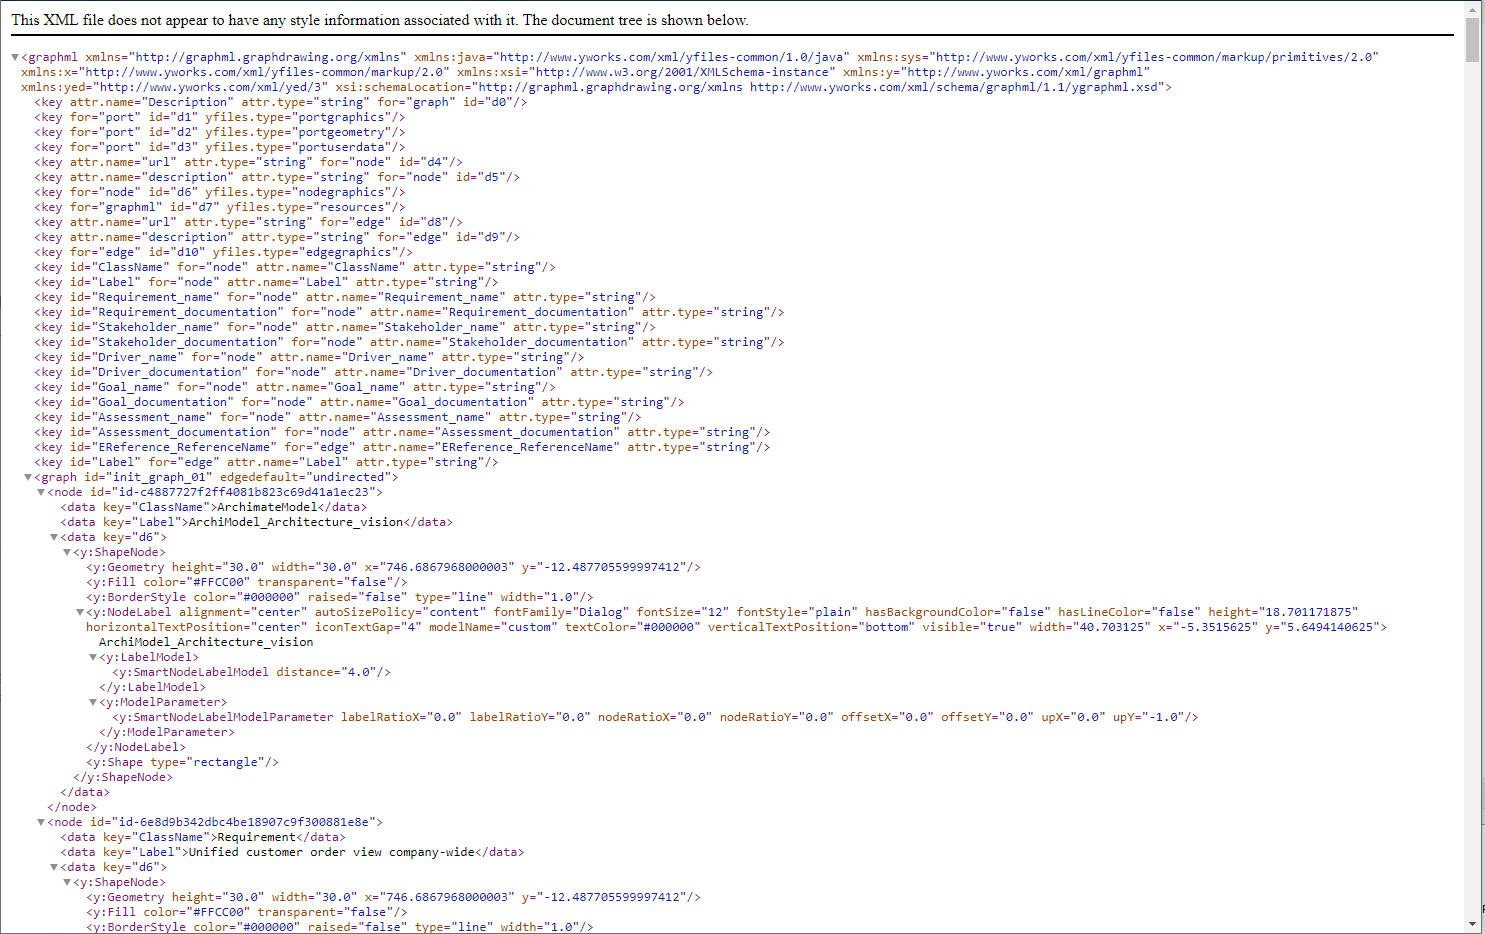 This XML file does not appear to have any style information associated with it. The document tree is shown below.
▼<graphml xmlns="http://graphml.graphdrawing.org/xmlns" xmlns:java="http://www.yworks.com/xml/yfiles-common/1.0/java" xmlns:sys="http://www.yworks.com/xml/yfiles-common/markup/primitives/2.0"
xmlns:x="http://www.yworks.com/xml/yfiles-common/markup/2.0" xmlns:xsi="http://www.w3.org/2001/XMLSchema-instance" xmlns:y="http://www.yworks.com/xml/graphml"
xmlns:yed="http://www.yworks.com/xml/yed/3" xsi:schemaLocation="http://graphml.graphdrawing.org/xmlns http://www.yworks.com/xml/schema/graphml/1.1/ygraphml.xsd">
<key attr.name="Description" attr.type="string" for="graph" id="d0"/>
<key for="port" id="d1" yfiles.type="portgraphics"/>
<key for="port" id="d2" yfiles.type="portgeometry"/>
<key for="port" id="d3" yfiles.type="portuserdata"/>
<key attr.name="url" attr.type="string" for="node" id="d4"/>
<key attr.name="description" attr.type="string" for="node" id="d5"/>
<key for="node" id="d6" yfiles.type="nodegraphics"/>
<key for="graphml" id="d7" yfiles.type="resources"/>
<key attr.name="url" attr.type="string" for="edge" id="d8"/>
<key attr.name="description" attr.type="string" for="edge" id="d9"/>
<key for="edge" id="d10" yfiles.type="edgegraphics"/>
<key id="ClassName" for="node" attr.name="ClassName" attr.type="string"/>
<key id="Label" for="node" attr.name="Label" attr.type="string"/>
<key id="Requirement_name" for="node" attr.name="Requirement_name" attr.type="string"/>
<key id="Requirement_documentation" for="node" attr.name="Requirement_documentation" attr.type="string"/>
<key id="Stakeholder_name" for="node" attr.name="Stakeholder_name" attr.type="string"/>
<key id="Stakeholder_documentation" for="node" attr.name="Stakeholder_documentation" attr.type="string"/>
<key id="Driver_name" for="node" attr.name="Driver_name" attr.type="string"/>
<key id="Driver_documentation" for="node" attr.name="Driver_documentation" attr.type="string"/>
<key id="Goal_name" for="node" attr.name="Goal_name" attr.type="string"/>
<key id="Goal_documentation" for="node" attr.name="Goal_documentation" attr.type="string"/>
<key id="Assessment_name" for="node" attr.name="Assessment_name" attr.type="string"/>
<key id="Assessment_documentation" for="node" attr.name="Assessment_documentation" attr.type="string"/>
<key id="EReference_ReferenceName" for="edge" attr.name="EReference_ReferenceName" attr.type="string"/>
<key id="Label" for="edge" attr.name="Label" attr.type="string"/>
▼<graph id="init_graph_01" edgedefault="undirected">
▼<node id="id-c4887727f2ff4081b823c69d41a1ec23">
<data key="ClassName">ArchimateModel</data>
<data key="Label">ArchiModel_Architecture_vision</data>
▼<data key="d6">
▼<y:ShapeNode>
<y:Geometry height="30.0" width="30.0" x="746.6867968000003" y="-12.487705599997412"/>
<y:Fill color="#FFCC00" transparent="false"/>
<y:BorderStyle color="#000000" raised="false" type="line" width="1.0"/>
▼<y:NodeLabel alignment="center" autoSizePolicy="content" fontFamily="Dialog" fontSize="12" fontStyle="plain" hasBackgroundColor="false" hasLineColor="false" height="18.701171875"
horizontalTextPosition="center" iconTextGap="4" modelName="custom" textColor="#000000" verticalTextPosition="bottom" visible="true" width="40.703125" x="-5.3515625" y="5.6494140625">
ArchiModel_Architecture_vision
▼<y:LabelModel>
<y:SmartNodeLabelModel distance="4.0"/>
</y:LabelModel>
▼<y:ModelParameter>
<y:SmartNodeLabelModelParameter labelRatioX="0.0" labelRatioY="0.0" nodeRatioX="0.0" nodeRatioY="0.0" offsetX="0.0" offsetY="0.0" upX="0.0" upY="-1.0"/>
</y:ModelParameter>
</y:NodeLabel>
<y:Shape type="rectangle"/>
</y:ShapeNode>
</data>
</node>
▼<node id="id-6e8d9b342dbc4be18907c9f300881e8e">
<data key="ClassName">Requirement</data>
<data key="Label">Unified customer order view company-wide</data>
▼<data key="d6">
▼<y:ShapeNode>
<y:Geometry height="30.0" width="30.0" x="746.6867968000003" y="-12.487705599997412"/>
<y:Fill color="#FFCC00" transparent="false"/>
<y:BorderStyle color="#000000" raised="false" type="line" width="1.0"/>